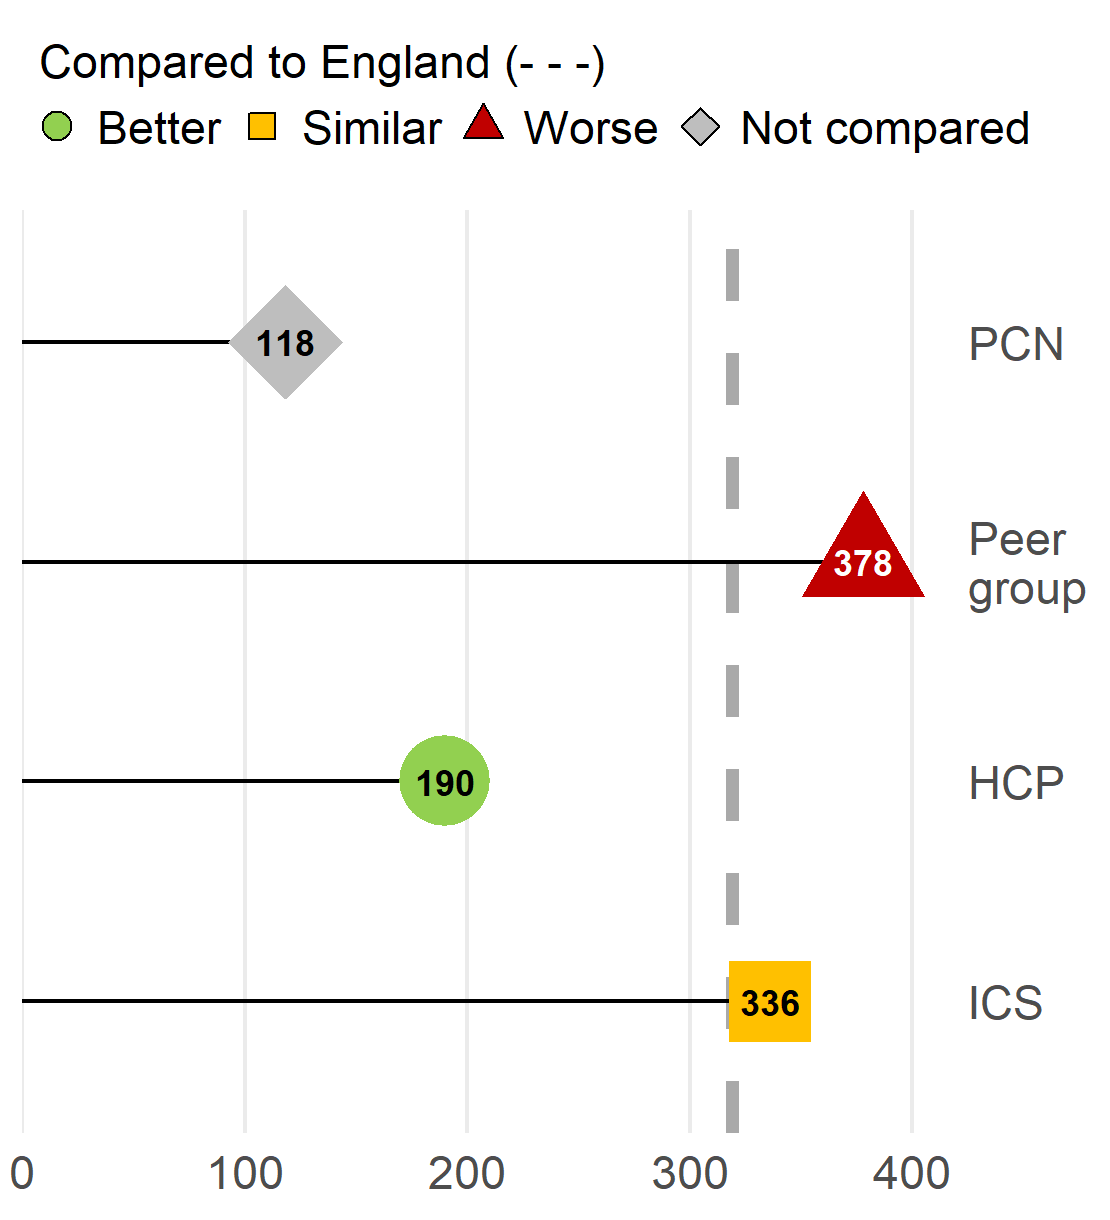 Compared to England (- - -)
Better Similar Worse Not compared
118 PCN
378 Peer
group
190 HCP
336 ICS
0 100 200 300 400